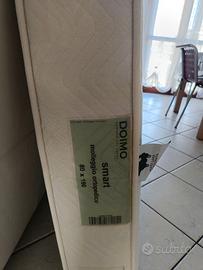 DOIMO
smart
molleggio ortopedico
80 x 190
subito